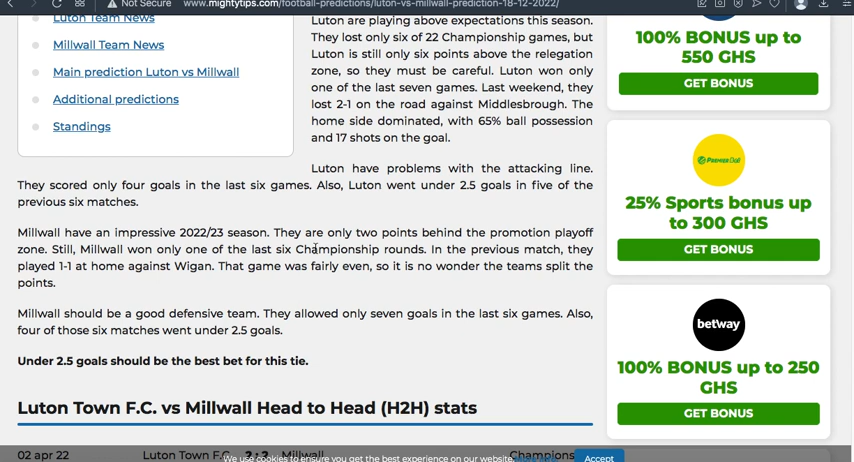 Not Secure www.mightytips.com/football-predictions/luton-vs-millwall-prediction-18-12-2022/
Luton Team News
Millwall Team News
Main prediction Luton vs Millwall
Additional predictions
Standings
Luton are playing above expectations this season.
They lost only six of 22 Championship games, but
Luton is still only six points above the relegation
zone, so they must be careful. Luton won only
one of the last seven games. Last weekend, they
lost 2-1 on the road against Middlesbrough. The
home side dominated, with 65% ball possession
and 17 shots on the goal.
Luton have problems with the attacking line.
They scored only four goals in the last six games. Also, Luton went under 2.5 goals in five of the
previous six matches.
Millwall have an impressive 2022/23 season. They are only two points behind the promotion playoff
zone. Still, Millwall won only one of the last six Championship rounds. In the previous match, they
played 1-1 at home against Wigan. That game was fairly even, so it is no wonder the teams split the
points.
Millwall should be a good defensive team. They allowed only seven goals in the last six games. Also,
four of those six matches went under 2.5 goals.
Under 2.5 goals should be the best bet for this tie.
Luton Town F.C. vs Millwall Head to Head (H2H) stats
02 apr 22 Luton Town F.C. 2:2 Millwall Champions
We use cookies to ensure you get the best experience on our website
Accept
100% BONUS up to
550 GHS
GET BONUS
PREMIER Bet
25% Sports bonus up
to 300 GHS
GET BONUS
betway
100% BONUS up to 250
GHS
GET BONUS